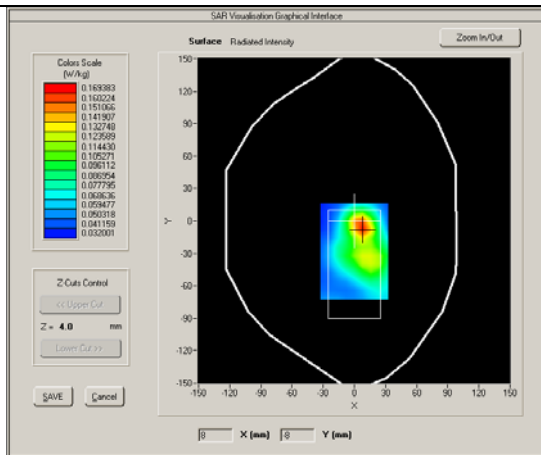 SAR Visualisation Graphical Interface
Surface Radiated Intensity
Zoom In/Out
Colors Scale
(W/kg)
0.169383
0.160224
0.151066
0.141907
0.132748
0.123589
0.114430
0.105271
0.096112
0.086954
0.077795
0.068636
0.059477
0.050318
0.041159
0.032001
Z Cuts Control
<< Upper Cut
Z = 4.0 mm
Lower Cut >>
SAVE Cancel
150
120
90
60
30
0
-30
-60
-90
-120
-150
Y
-150 -120 -90 -60 -30 0 30 60 90 120 150
X
8 X (mm) -8 Y (mm)